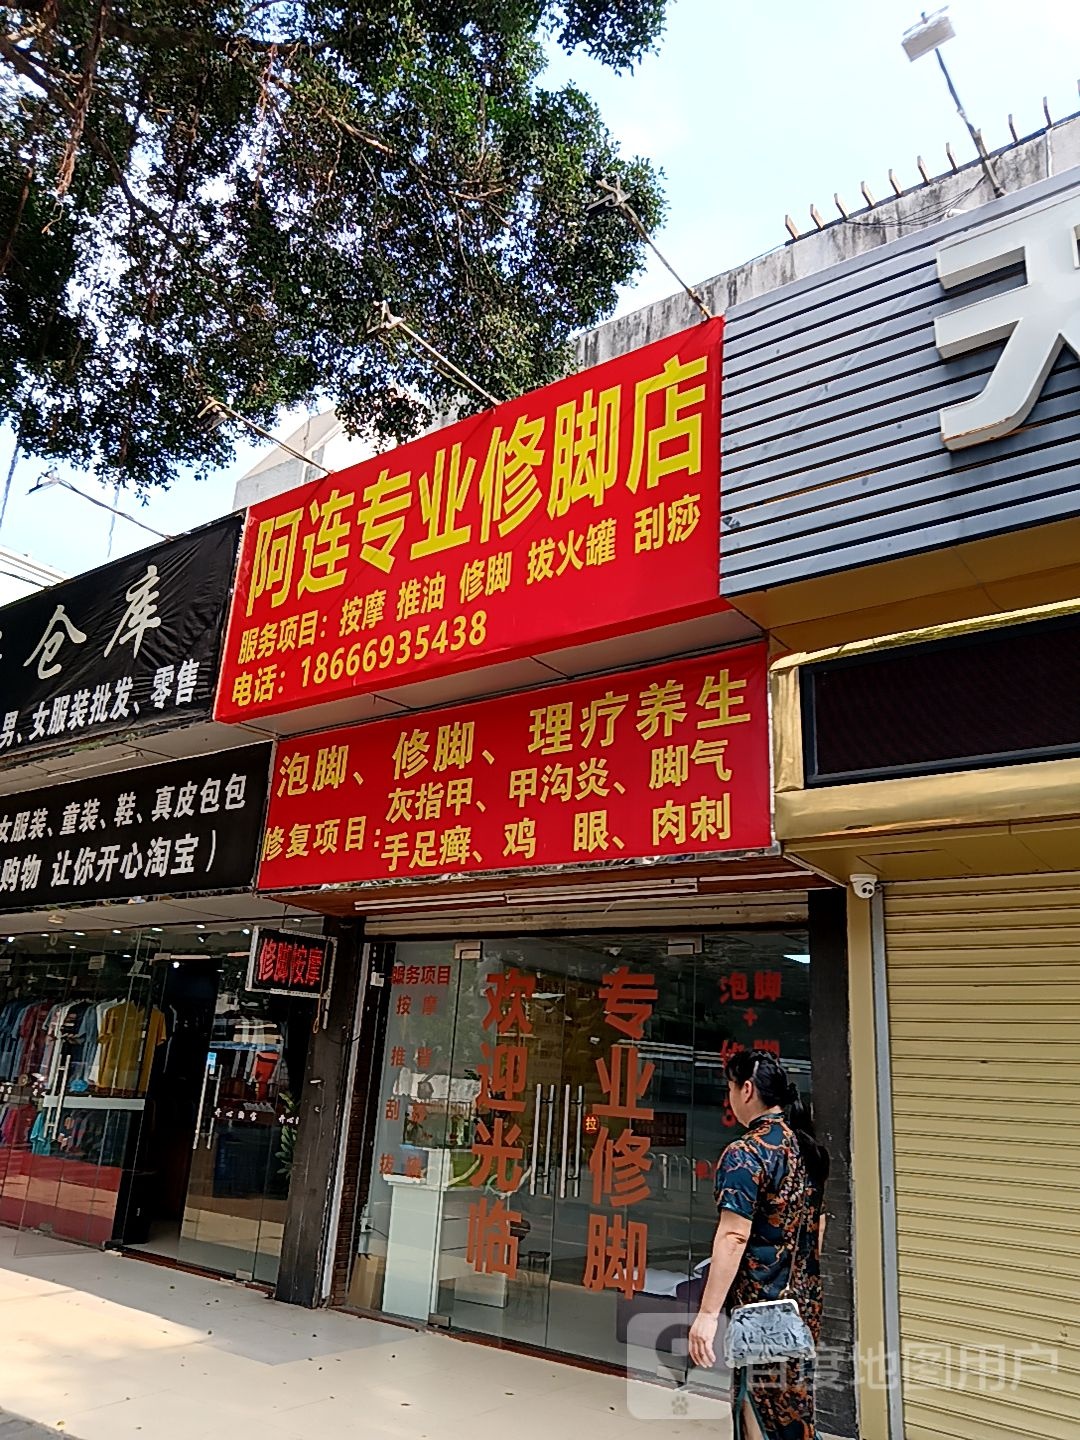 阿连专业修脚店
服务项目：按摩 推油 修脚 拔火罐 刮痧
电话：18666935438
泡脚、修脚、理疗养生
修复项目：灰指甲、甲沟炎、脚气
手足癣、鸡 眼、肉刺
仓库
男、女服装批发、零售
女服装、童装、鞋、真皮包包
购物 让你开心淘宝）
修脚按摩
服务项目
按摩
推背
刮
拔
欢迎光临
专业修脚
泡脚
+
修脚
拉
百度地图用户